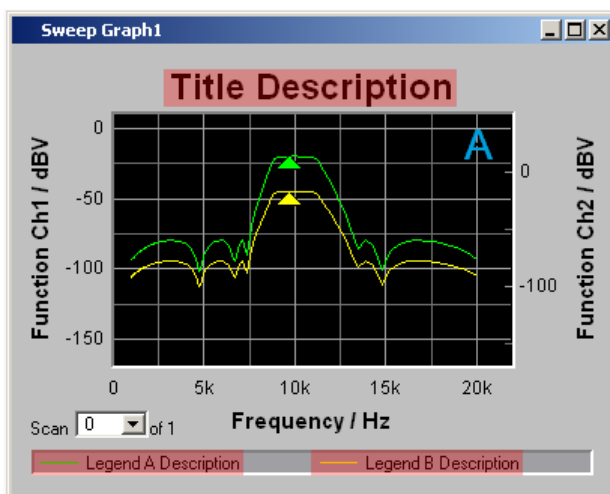 Sweep Graph1
Title Description
A
Function Ch1 / dBV
0
-50
-100
-150
0
-100
Function Ch2 / dBV
0 5k 10k 15k 20k
Frequency / Hz
Scan 0 of 1
Legend A Description Legend B Description